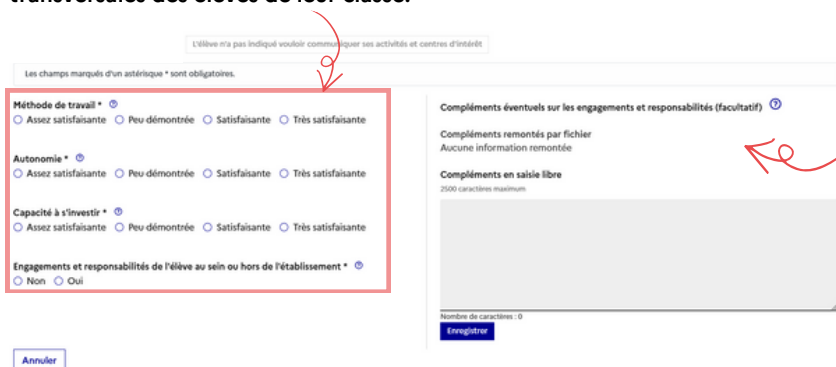 transversales des élèves de leur classe.
L'élève n'a pas indiqué vouloir communiquer ses activités et centres d'intérêt
Les champs marqués d'un astérisque * sont obligatoires.
Méthode de travail *
Assez satisfaisante Peu démontrée Satisfaisante Très satisfaisante
Autonomie *
Assez satisfaisante Peu démontrée Satisfaisante Très satisfaisante
Capacité à s'investir *
Assez satisfaisante Peu démontrée Satisfaisante Très satisfaisante
Engagements et responsabilités de l'élève au sein ou hors de l'établissement *
Non Oui
Compléments éventuels sur les engagements et responsabilités (facultatif)
Compléments remontés par fichier
Aucune information remontée
Compléments en saisie libre
2500 caractères maximum
Nombre de caractères : 0
Enregistrer
Annuler